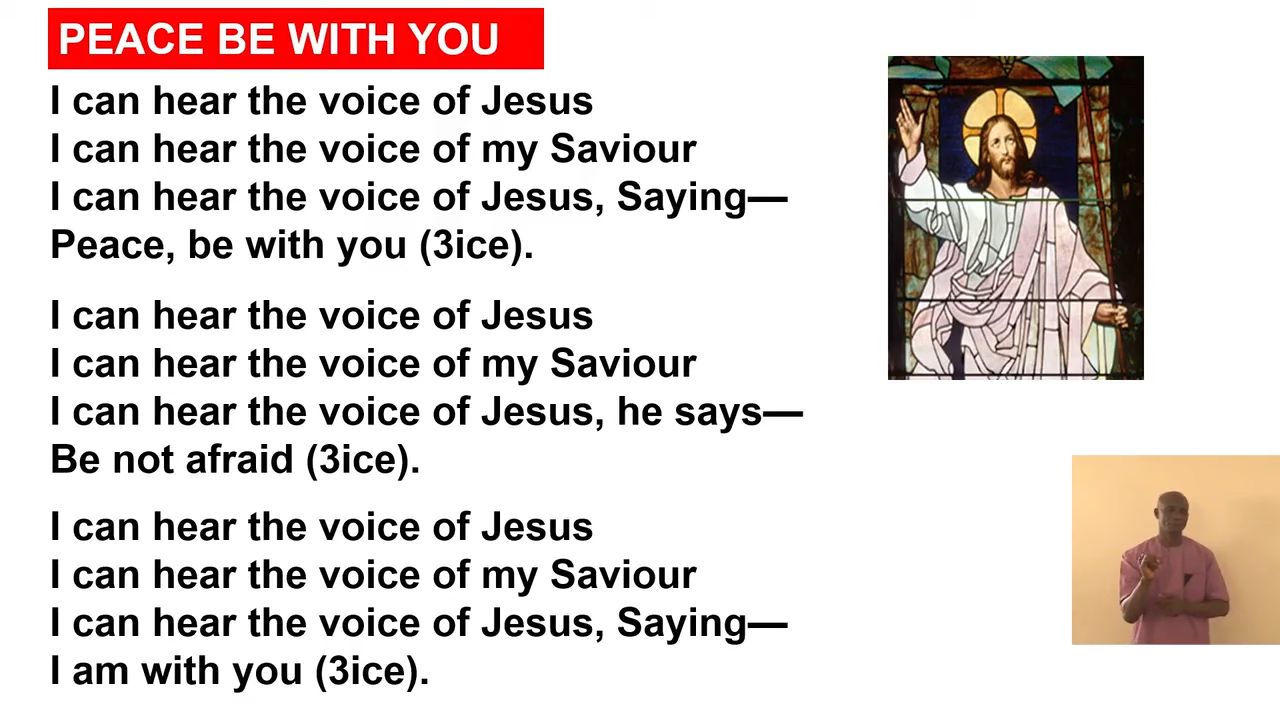 PEACE BE WITH YOU
I can hear the voice of Jesus
I can hear the voice of my Saviour
I can hear the voice of Jesus, Saying—
Peace, be with you (3ice).
I can hear the voice of Jesus
I can hear the voice of my Saviour
I can hear the voice of Jesus, he says—
Be not afraid (3ice).
I can hear the voice of Jesus
I can hear the voice of my Saviour
I can hear the voice of Jesus, Saying—
I am with you (3ice).